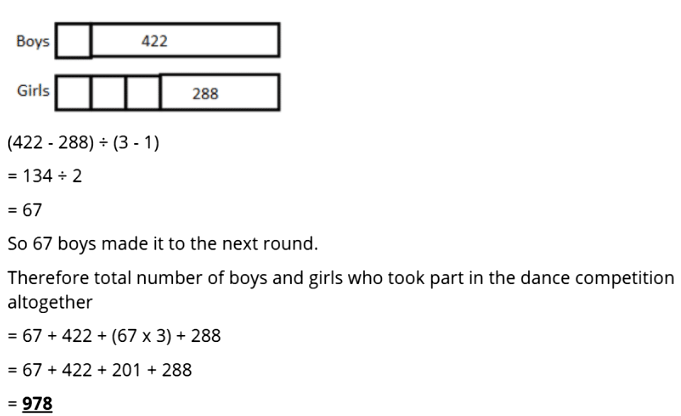 Boys 422
Girls 288
(422 - 288) ÷ (3 - 1)
= 134 ÷ 2
= 67
So 67 boys made it to the next round.
Therefore total number of boys and girls who took part in the dance competition
altogether
= 67 + 422 + (67 x 3) + 288
= 67 + 422 + 201 + 288
= 978